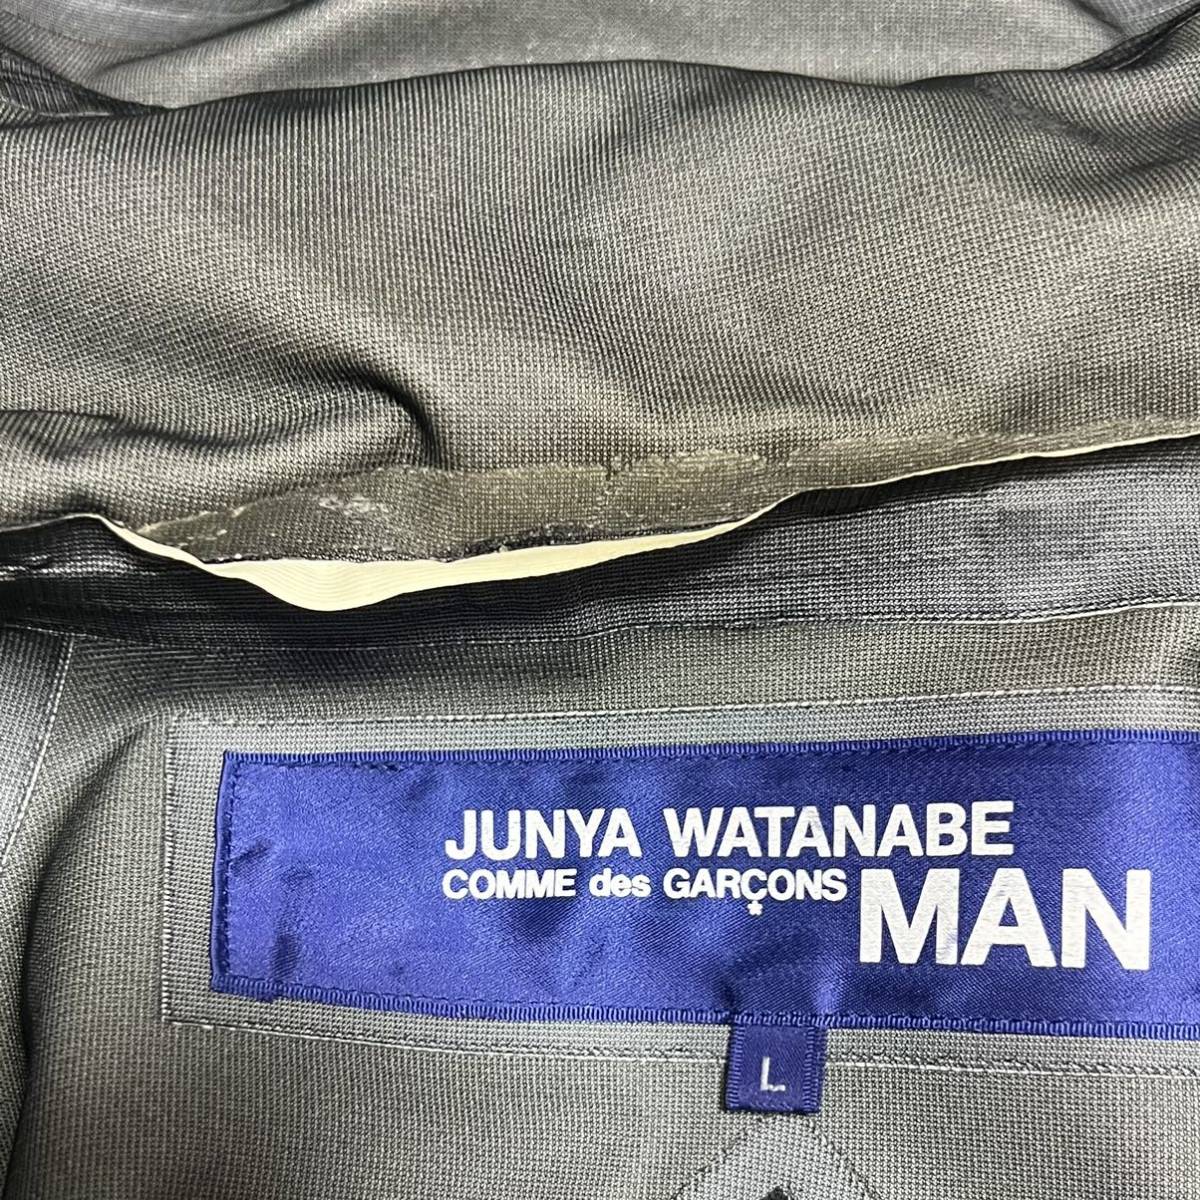 JUNYA WATANABE
COMME des GARÇONS
MAN
L